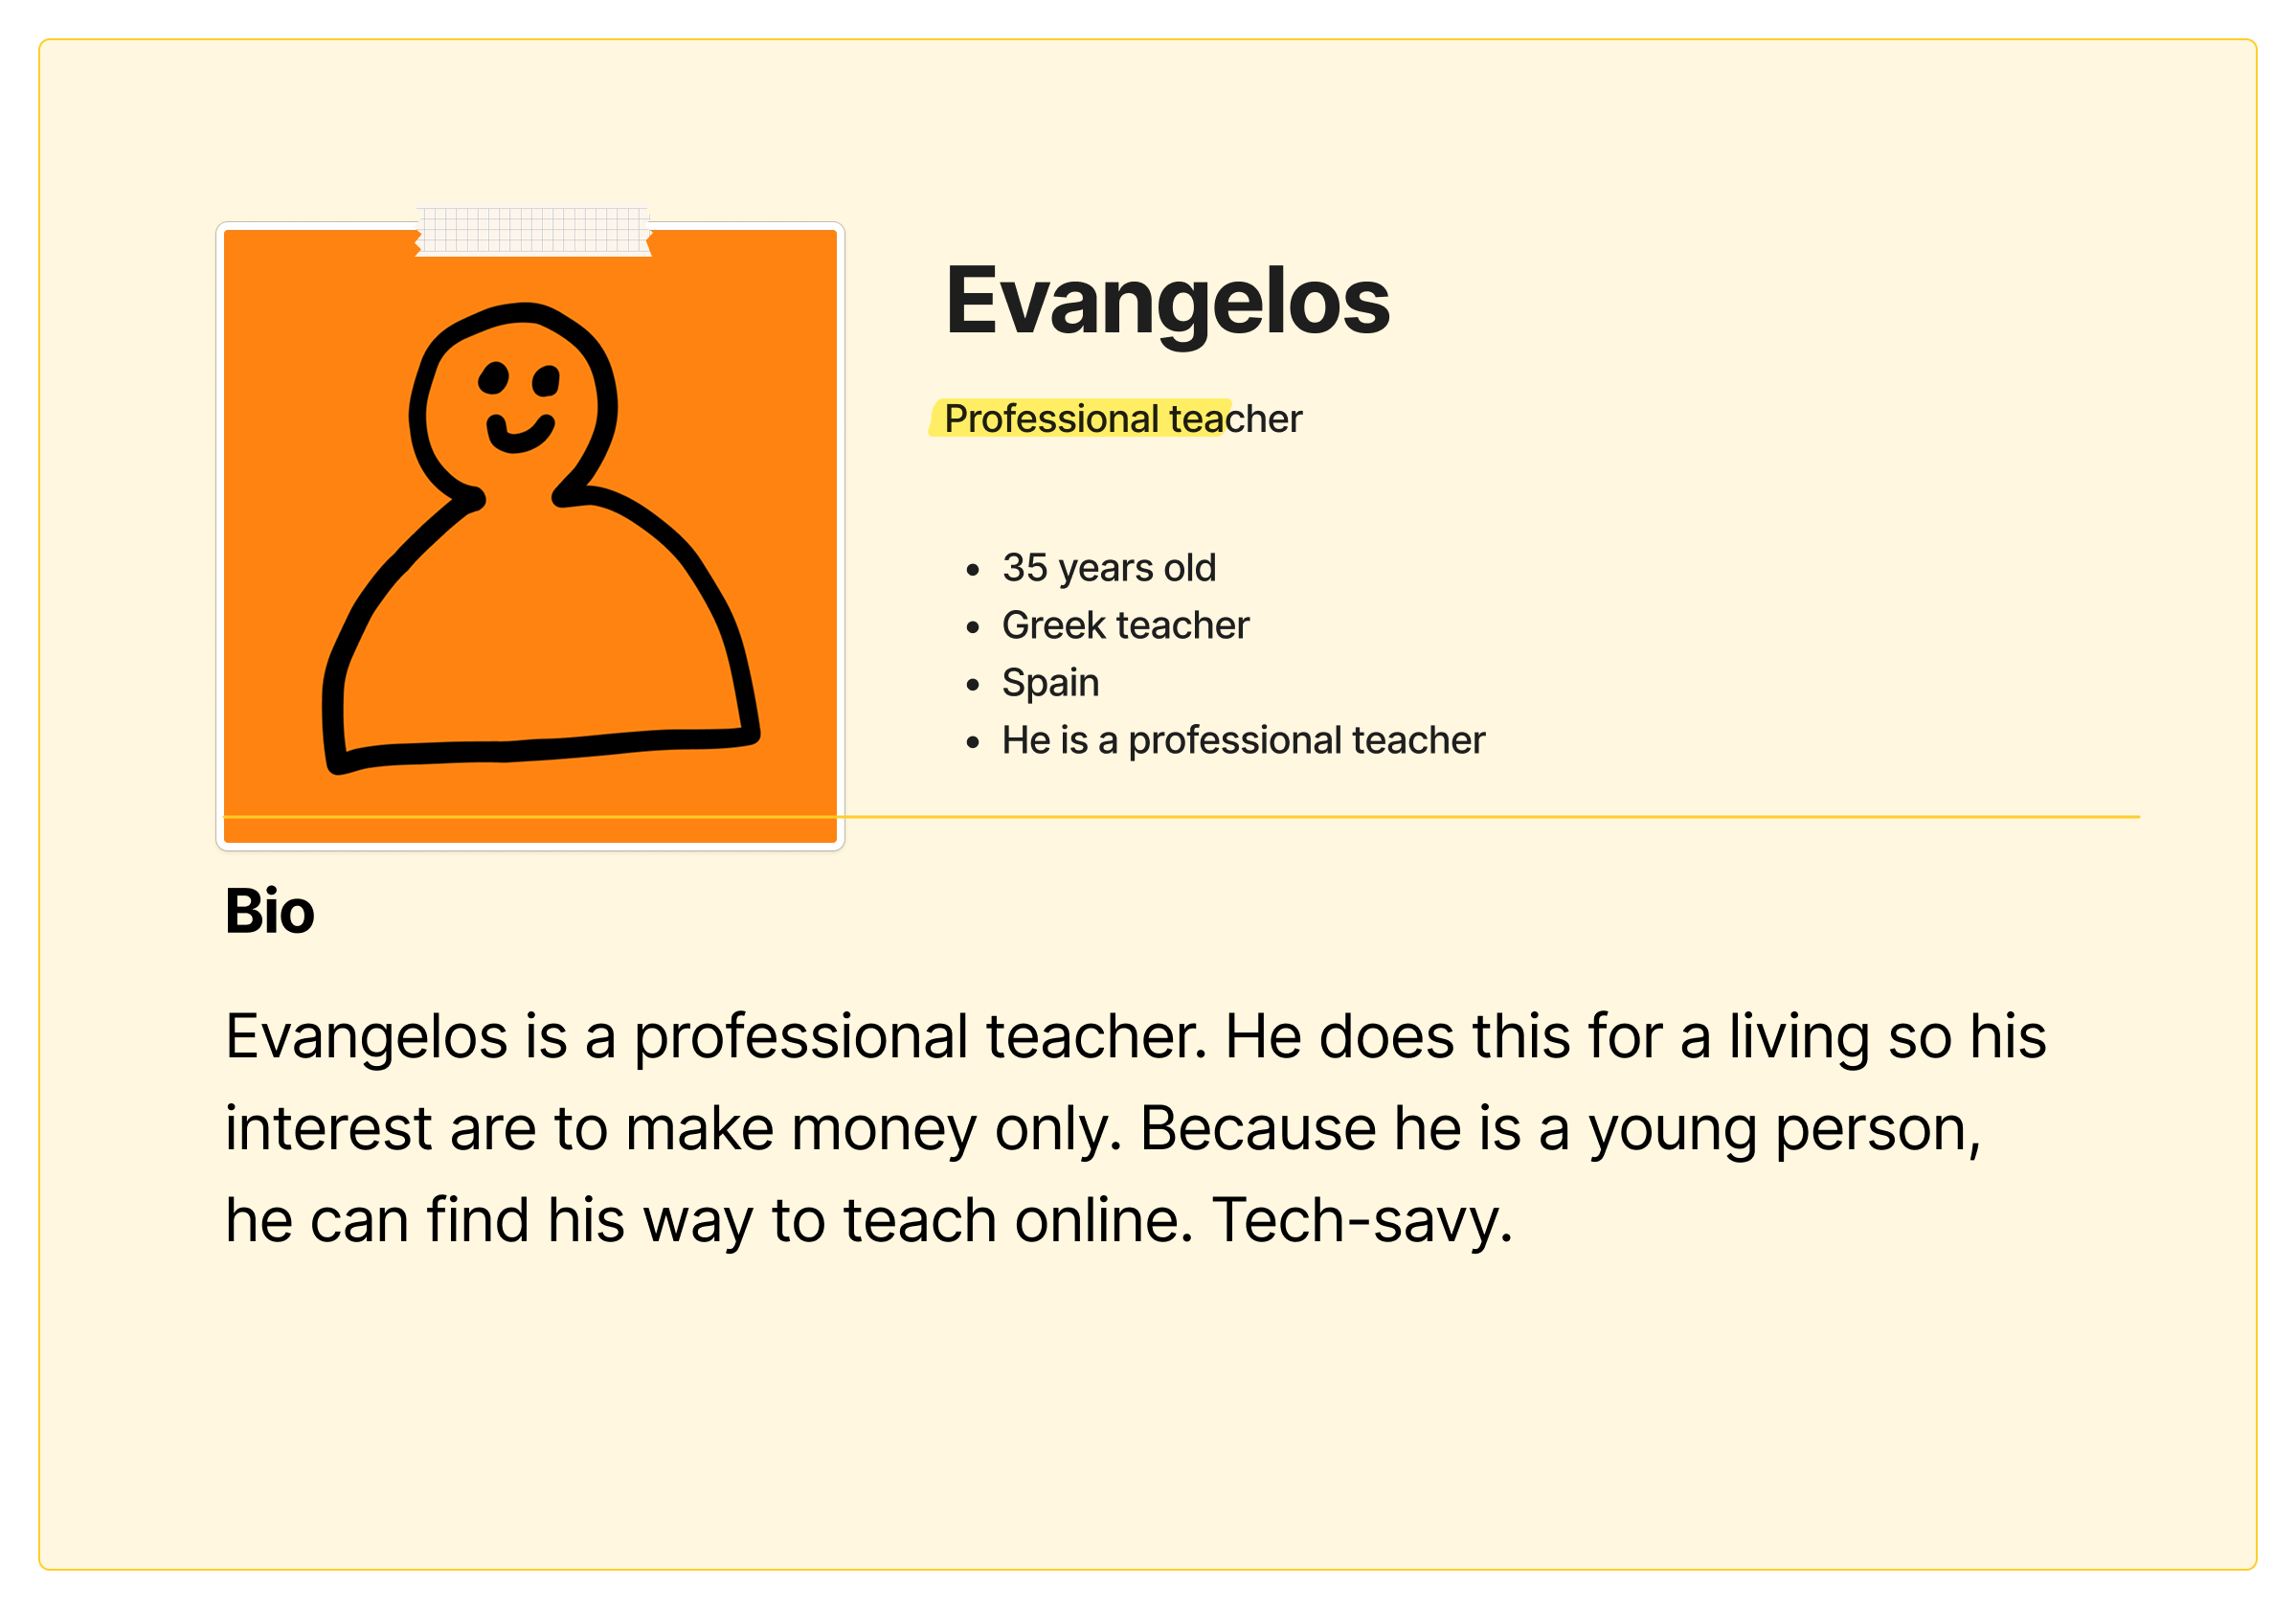 Evangelos
Professional teacher
• 35 years old
• Greek teacher
• Spain
• He is a professional teacher
Bio
Evangelos is a professional teacher. He does this for a living so his
interest are to make money only. Because he is a young person,
he can find his way to teach online. Tech-savy.